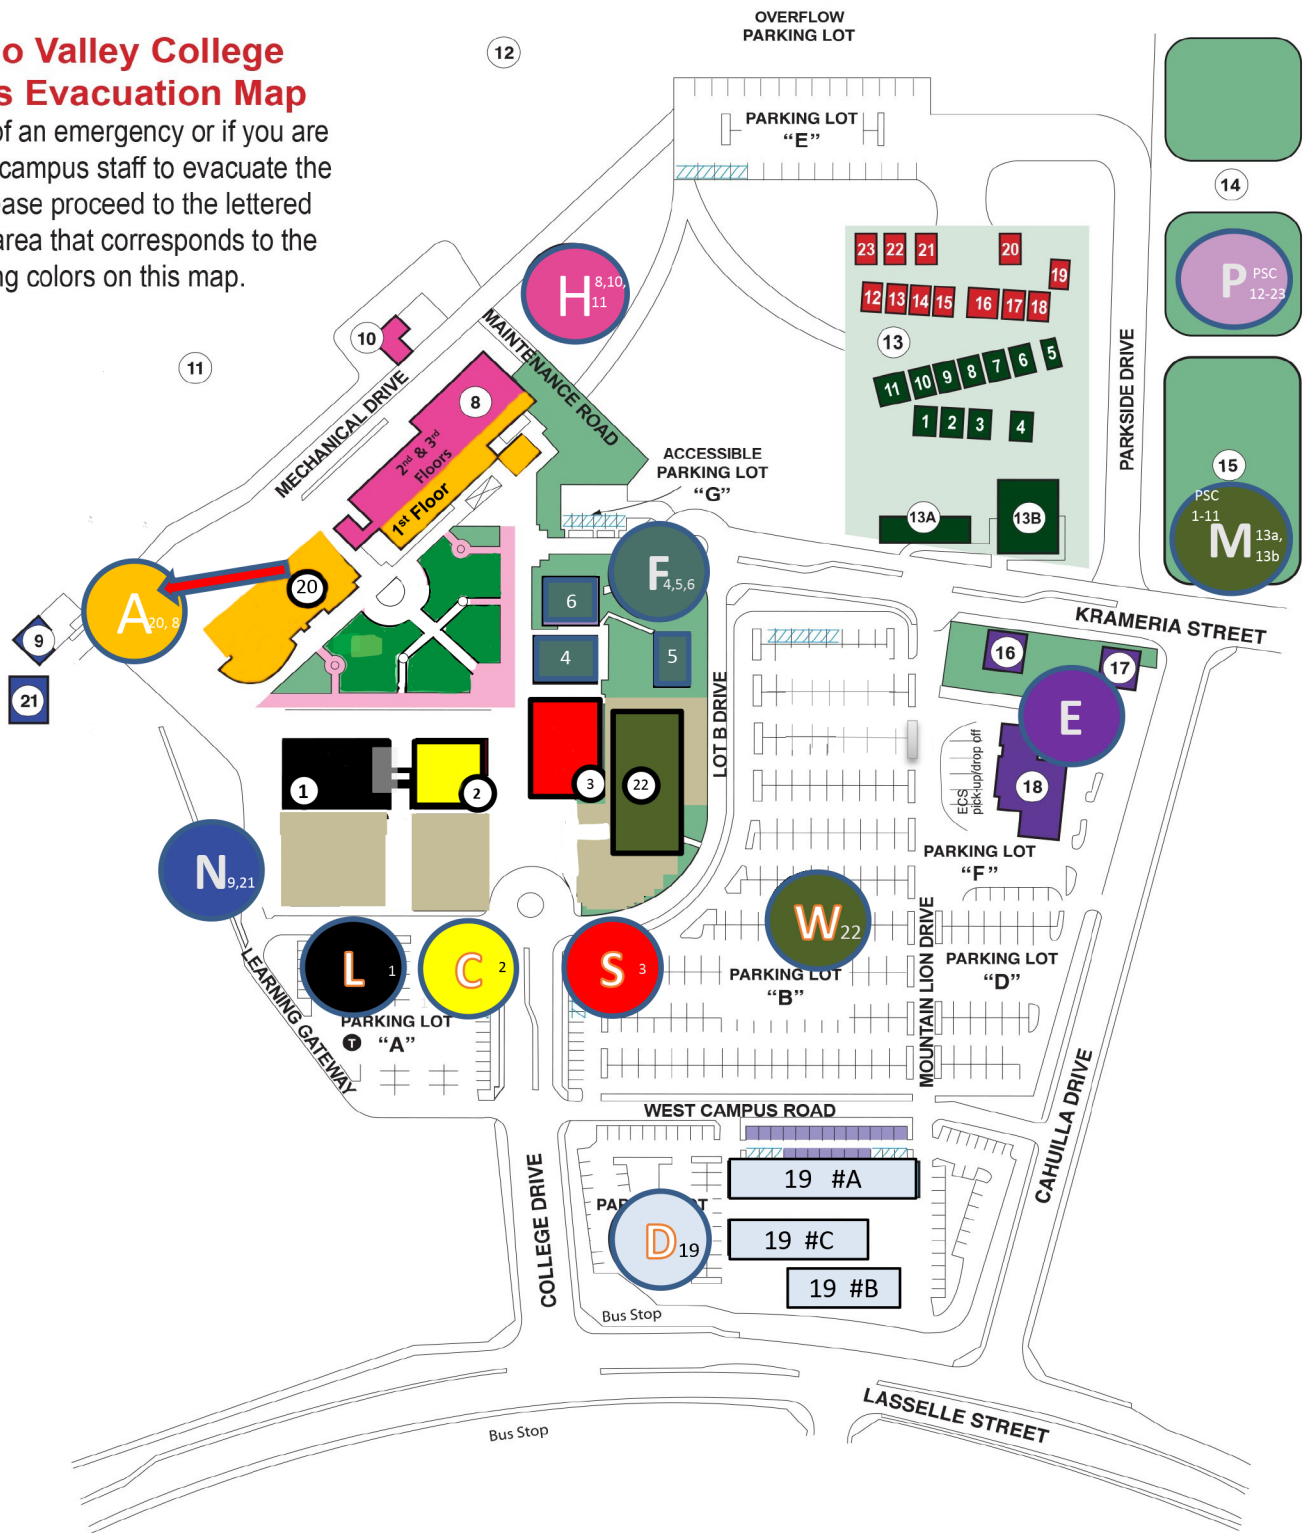 OVERFLOW
PARKING LOT
o Valley College
s Evacuation Map
of an emergency or if you are
campus staff to evacuate the
ease proceed to the lettered
area that corresponds to the
ng colors on this map.
12
PARKING LOT
“E”
14
23 22 21 20
19
12 13 14 15 16 17 18
13
11 10 9 8 7 6 5
1 2 3 4
13A
13B
P PSC
12-23
PARKSIDE DRIVE
15
PSC
1-11
M 13a,
13b
H 8,10,
11
10
11
MAINTENANCE ROAD
MECHANICAL DRIVE
8
2nd & 3rd
Floors
1st Floor
ACCESSIBLE
PARKING LOT
“G”
F 4,5,6
6
4
5
KRAMERIA STREET
A 20, 8
20
9
21
16
17
E
18
ECS
pick-up/drop off
PARKING LOT
“F”
LOT B DRIVE
1
2
3
22
N 9,21
L 1
C 2
S 3
W 22
PARKING LOT
“B”
PARKING LOT
“D”
MOUNTAIN LION DRIVE
LEARNING GATEWAY
PARKING LOT
“A”
T
WEST CAMPUS ROAD
CAHUILLA DRIVE
COLLEGE DRIVE
19 #A
D 19
19 #C
19 #B
Bus Stop
LASSELLE STREET
Bus Stop